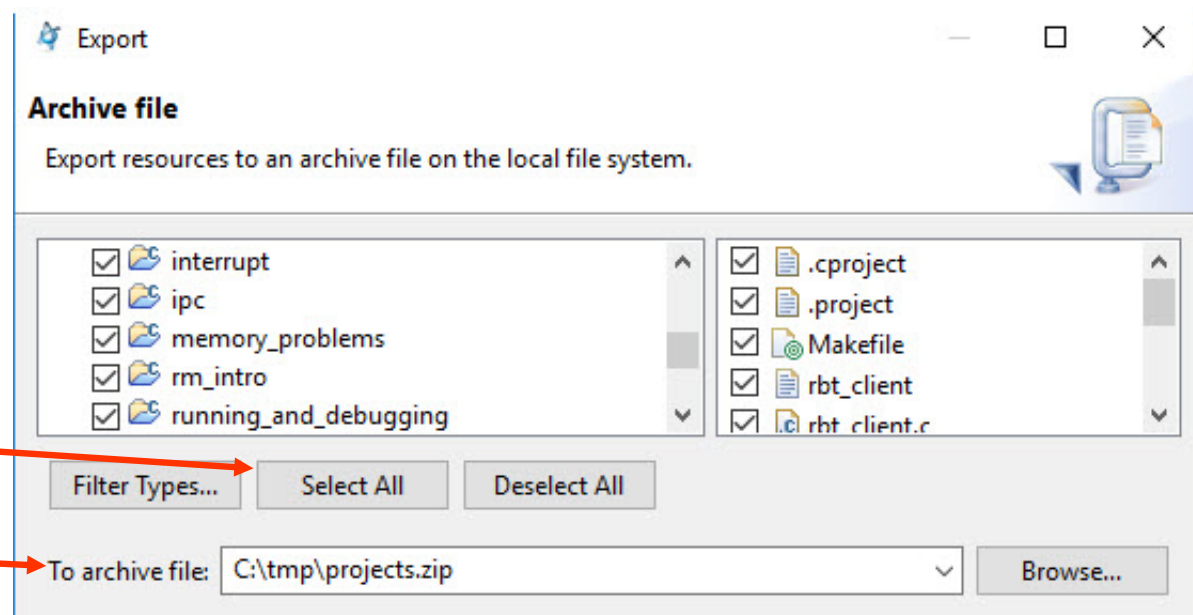 Export
Archive file
Export resources to an archive file on the local file system.
interrupt
ipc
memory_problems
rm_intro
running_and_debugging
.cproject
.project
Makefile
rbt_client
rbt_client.c
Filter Types...
Select All
Deselect All
To archive file:
C:\tmp\projects.zip
Browse...